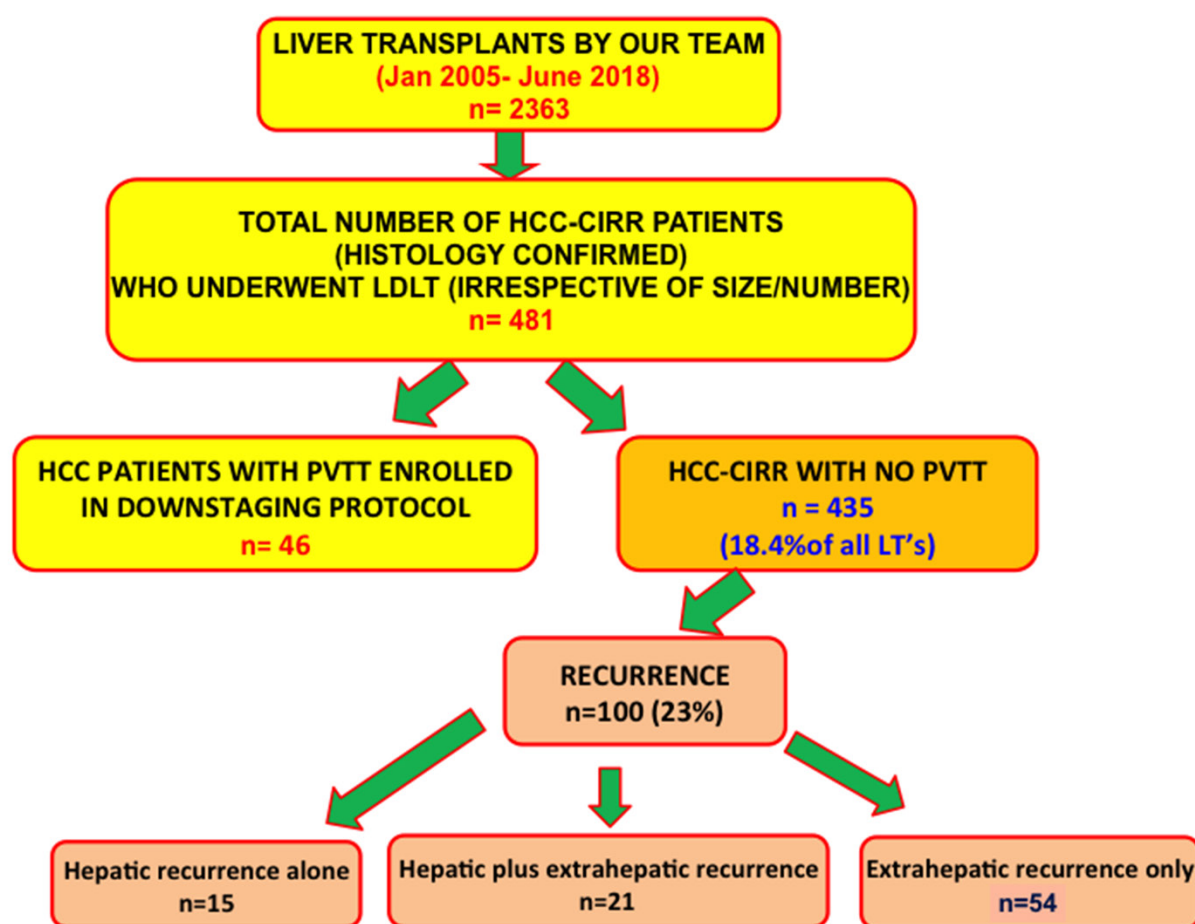 LIVER TRANSPLANTS BY OUR TEAM
(Jan 2005- June 2018)
n= 2363
TOTAL NUMBER OF HCC-CIRR PATIENTS
(HISTOLOGY CONFIRMED)
WHO UNDERWENT LDLT (IRRESPECTIVE OF SIZE/NUMBER)
n= 481
HCC PATIENTS WITH PVTT ENROLLED
IN DOWNSTAGING PROTOCOL
n= 46
HCC-CIRR WITH NO PVTT
n = 435
(18.4%of all LT’s)
RECURRENCE
n=100 (23%)
Hepatic recurrence alone
n=15
Hepatic plus extrahepatic recurrence
n=21
Extrahepatic recurrence only
n=54